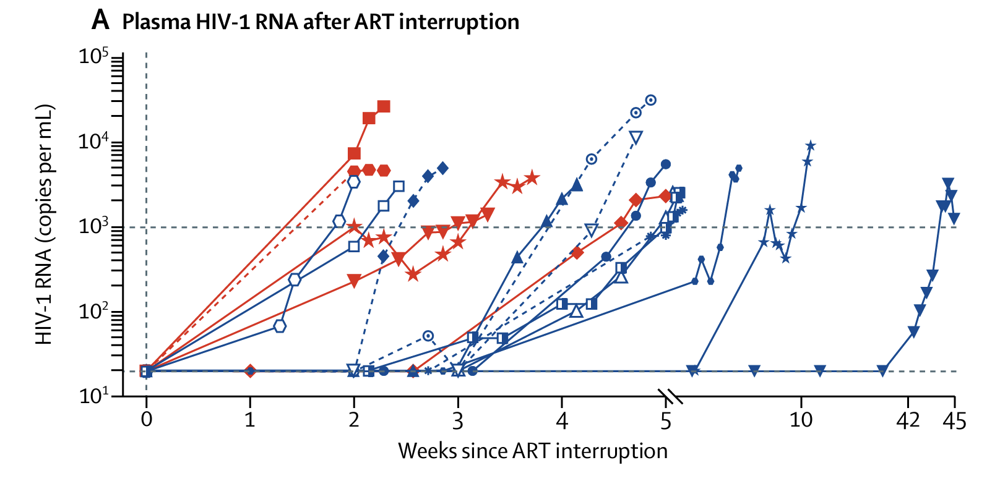 A Plasma HIV-1 RNA after ART interruption
10⁵
10⁴
10³
10²
10¹
HIV-1 RNA (copies per mL)
0 1 2 3 4 5 10 42 45
Weeks since ART interruption